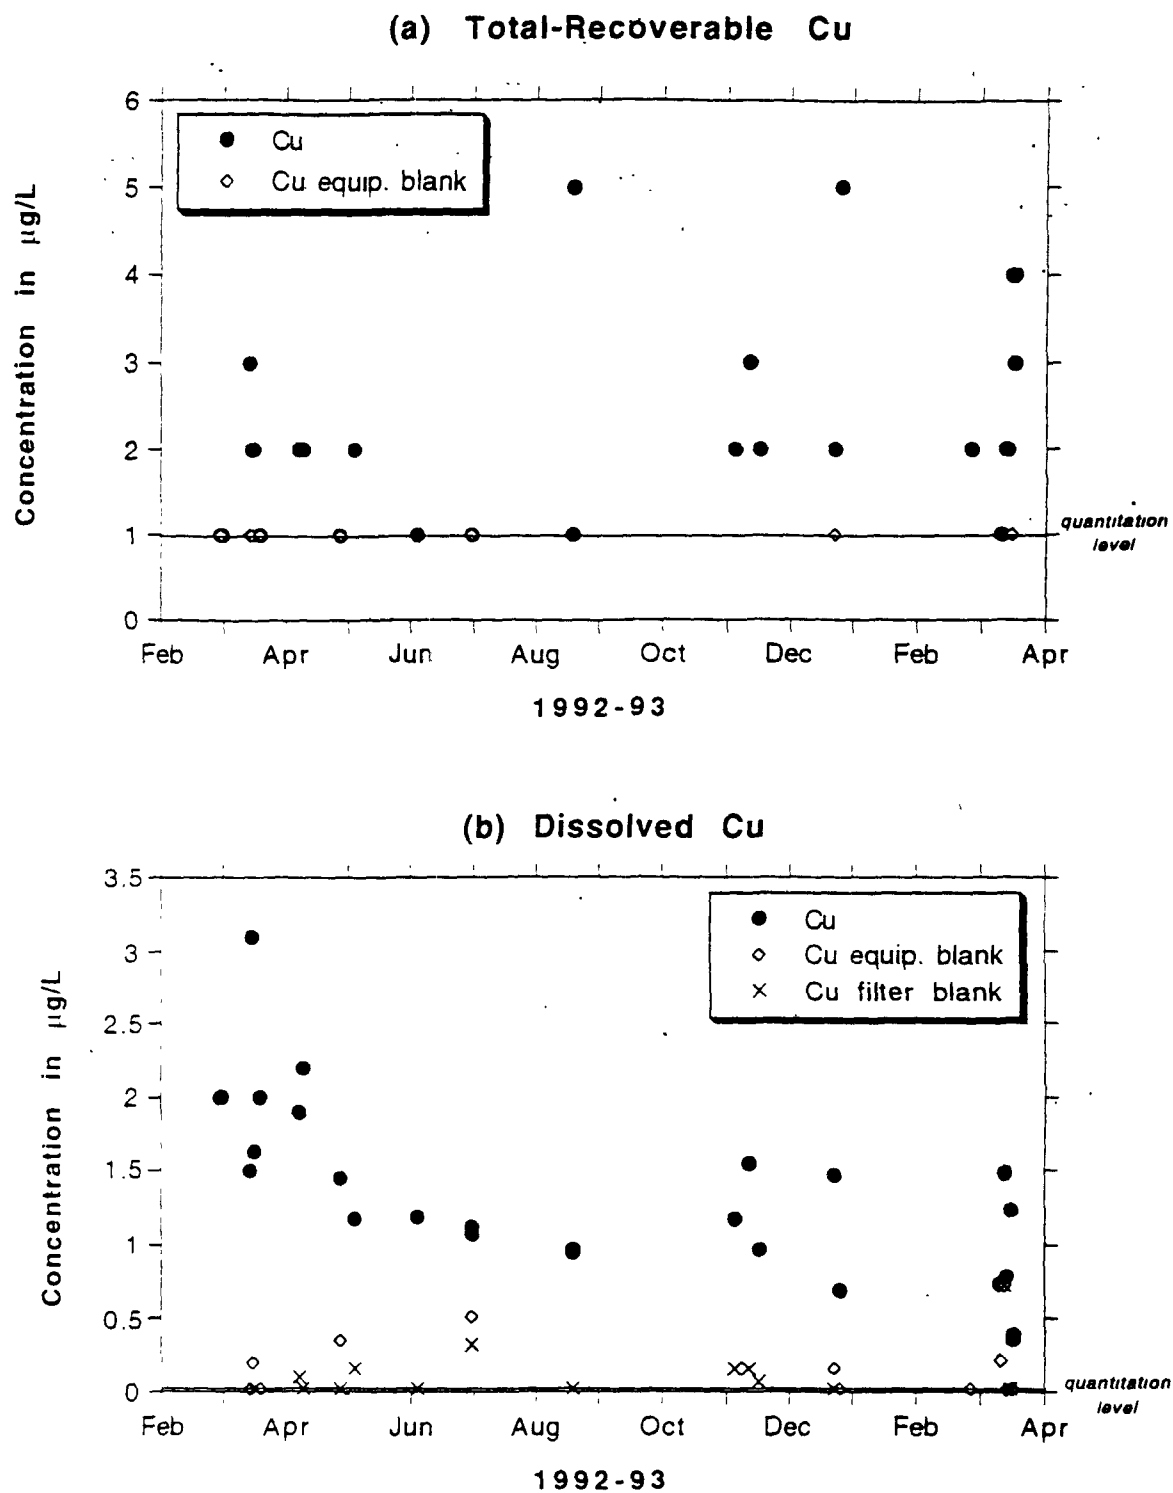 (a) Total-Recoverable Cu
6
Cu
Cu equip. blank
5
4
3
2
1
0
Concentration in µg/L
quantitation
level
Feb Apr Jun Aug Oct Dec Feb Apr
1992-93
(b) Dissolved Cu
3.5
Cu
Cu equip. blank
Cu filter blank
3
2.5
2
1.5
1
0.5
0
Concentration in µg/L
quantitation
level
Feb Apr Jun Aug Oct Dec Feb Apr
1992-93